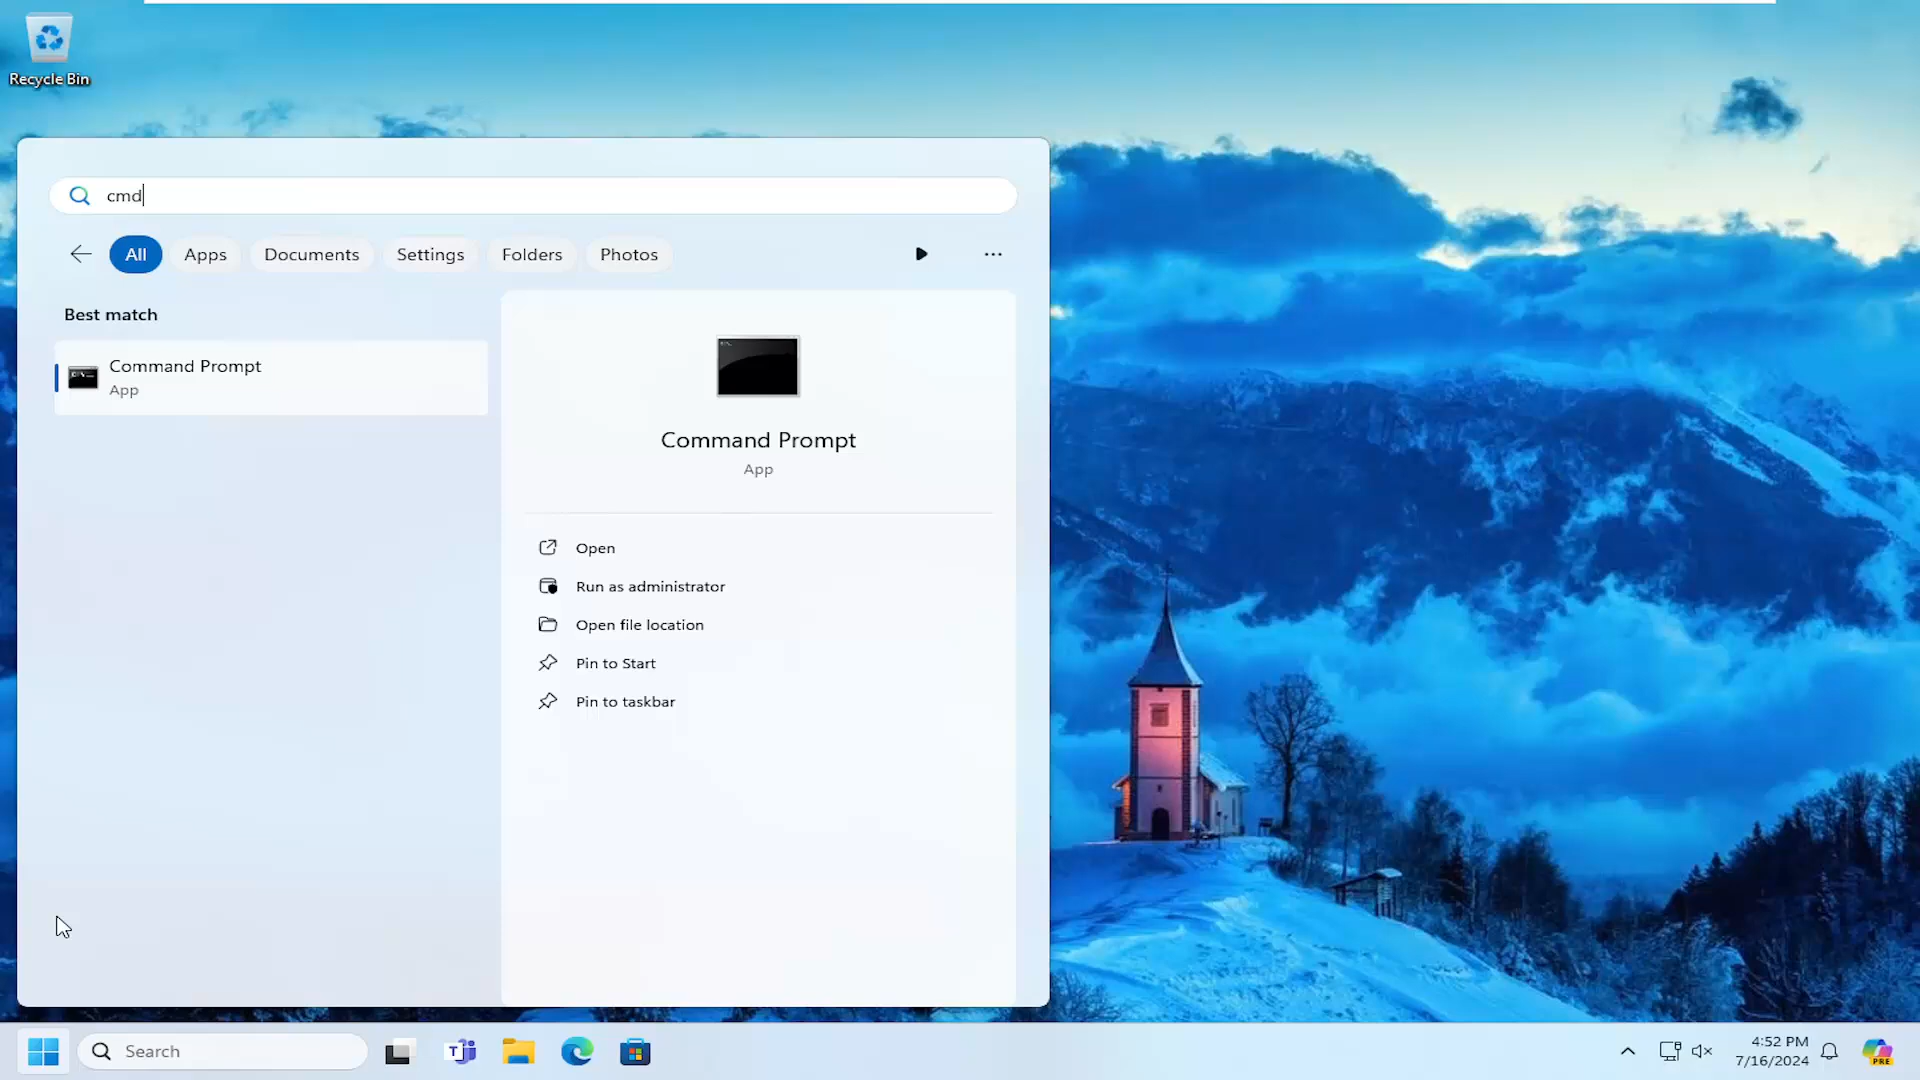 Recycle Bin
cmd
All
Apps
Documents
Settings
Folders
Photos
Best match
Command Prompt
App
Command Prompt
App
Open
Run as administrator
Open file location
Pin to Start
Pin to taskbar
Search
4:52 PM
7/16/2024
PRE